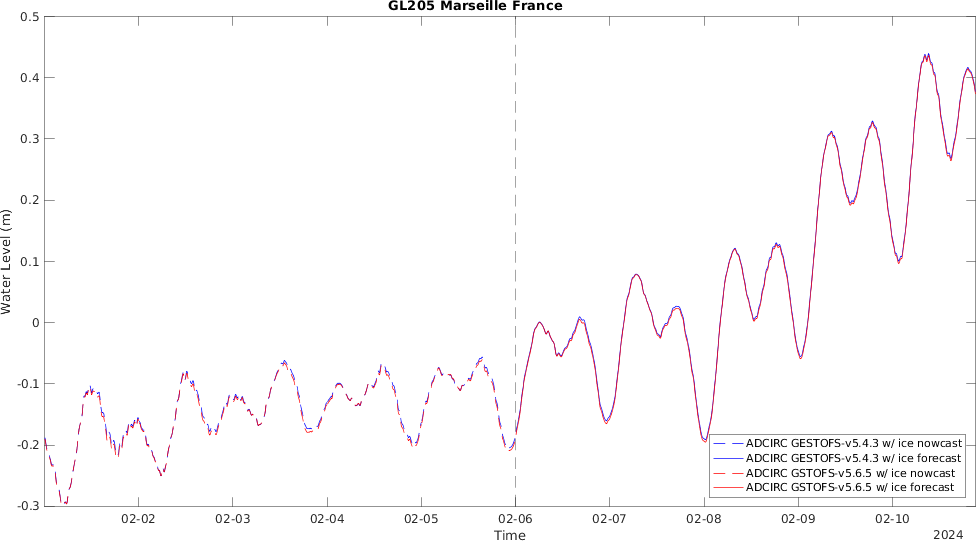 GL205 Marseille France
0.5
0.4
0.3
0.2
0.1
0
-0.1
-0.2
-0.3
Water Level (m)
ADCIRC GESTOFS-v5.4.3 w/ ice nowcast
ADCIRC GESTOFS-v5.4.3 w/ ice forecast
ADCIRC GSTOFS-v5.6.5 w/ ice nowcast
ADCIRC GSTOFS-v5.6.5 w/ ice forecast
02-02 02-03 02-04 02-05 02-06 02-07 02-08 02-09 02-10
Time
2024